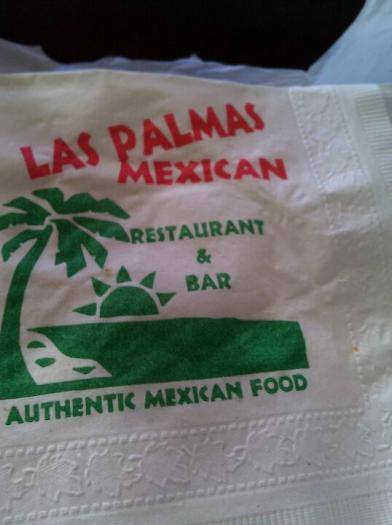 LAS PALMAS
MEXICAN
RESTAURANT
&
BAR
AUTHENTIC MEXICAN FOOD